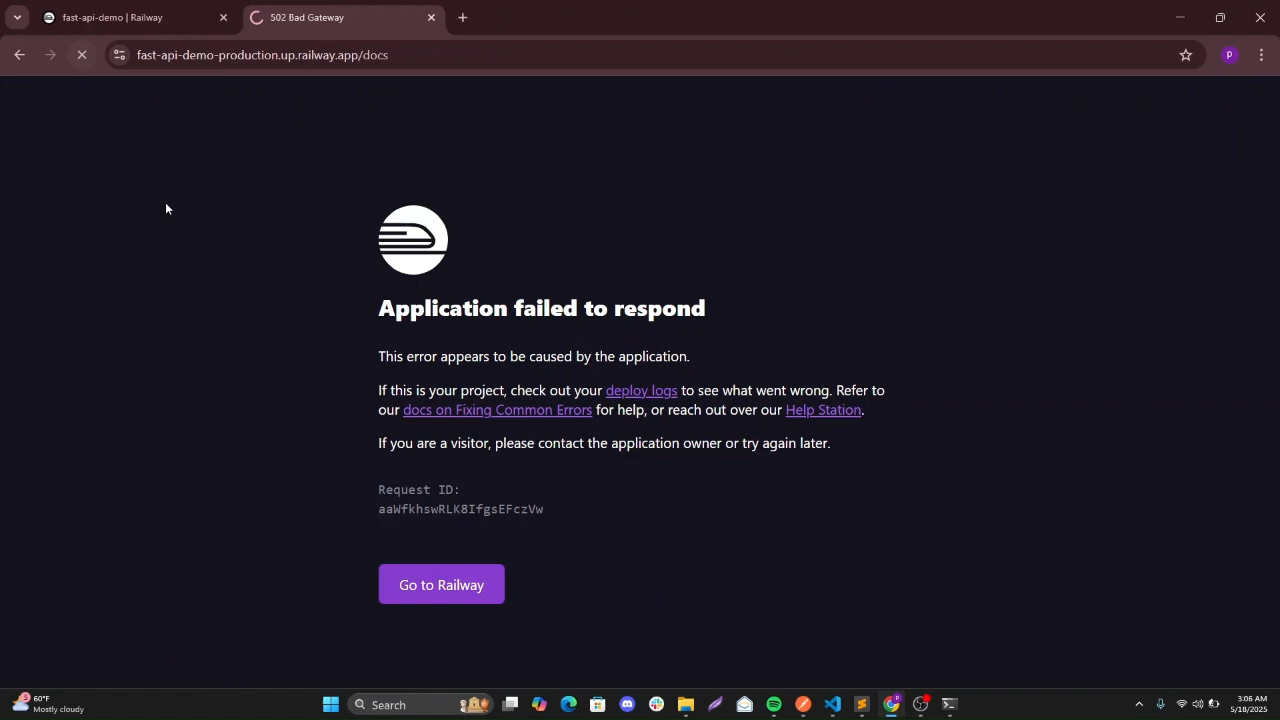 fast-api-demo | Railway
502 Bad Gateway
fast-api-demo-production.up.railway.app/docs
p
Application failed to respond
This error appears to be caused by the application.
If this is your project, check out your deploy logs to see what went wrong. Refer to
our docs on Fixing Common Errors for help, or reach out over our Help Station.
If you are a visitor, please contact the application owner or try again later.
Request ID:
aaWfkhswRLK8IfgsEFczVw
Go to Railway
5
60°F
Mostly cloudy
Search
p
3:06 AM
5/18/2025